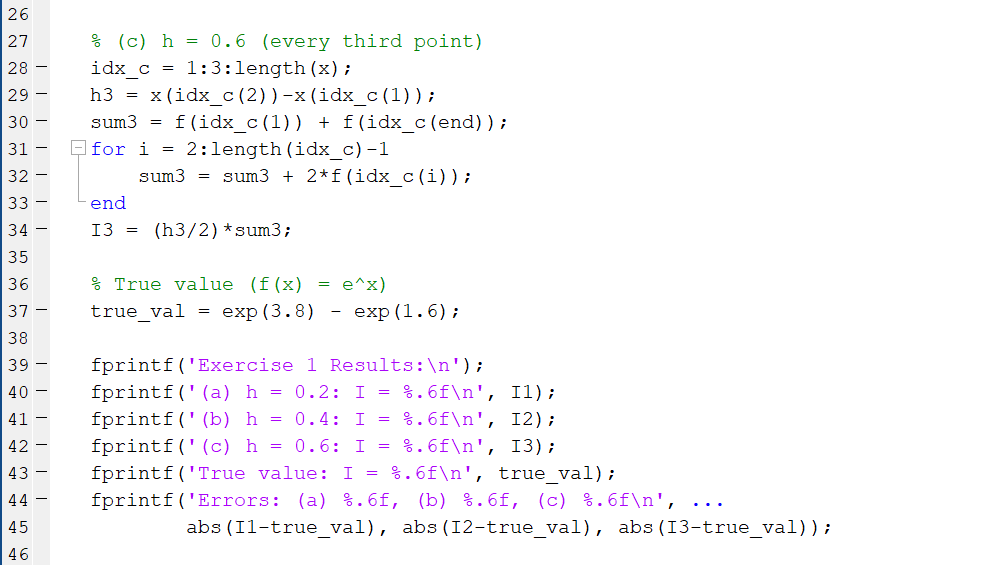 26
27 % (c) h = 0.6 (every third point)
28 idx_c = 1:3:length(x);
29 h3 = x(idx_c(2))-x(idx_c(1));
30 sum3 = f(idx_c(1)) + f(idx_c(end));
31 for i = 2:length(idx_c)-1
32 sum3 = sum3 + 2*f(idx_c(i));
33 end
34 I3 = (h3/2)*sum3;
35
36 % True value (f(x) = e^x)
37 true_val = exp(3.8) - exp(1.6);
38
39 fprintf('Exercise 1 Results:\n');
40 fprintf('(a) h = 0.2: I = %.6f\n', I1);
41 fprintf('(b) h = 0.4: I = %.6f\n', I2);
42 fprintf('(c) h = 0.6: I = %.6f\n', I3);
43 fprintf('True value: I = %.6f\n', true_val);
44 fprintf('Errors: (a) %.6f, (b) %.6f, (c) %.6f\n', ...
45 abs(I1-true_val), abs(I2-true_val), abs(I3-true_val));
46